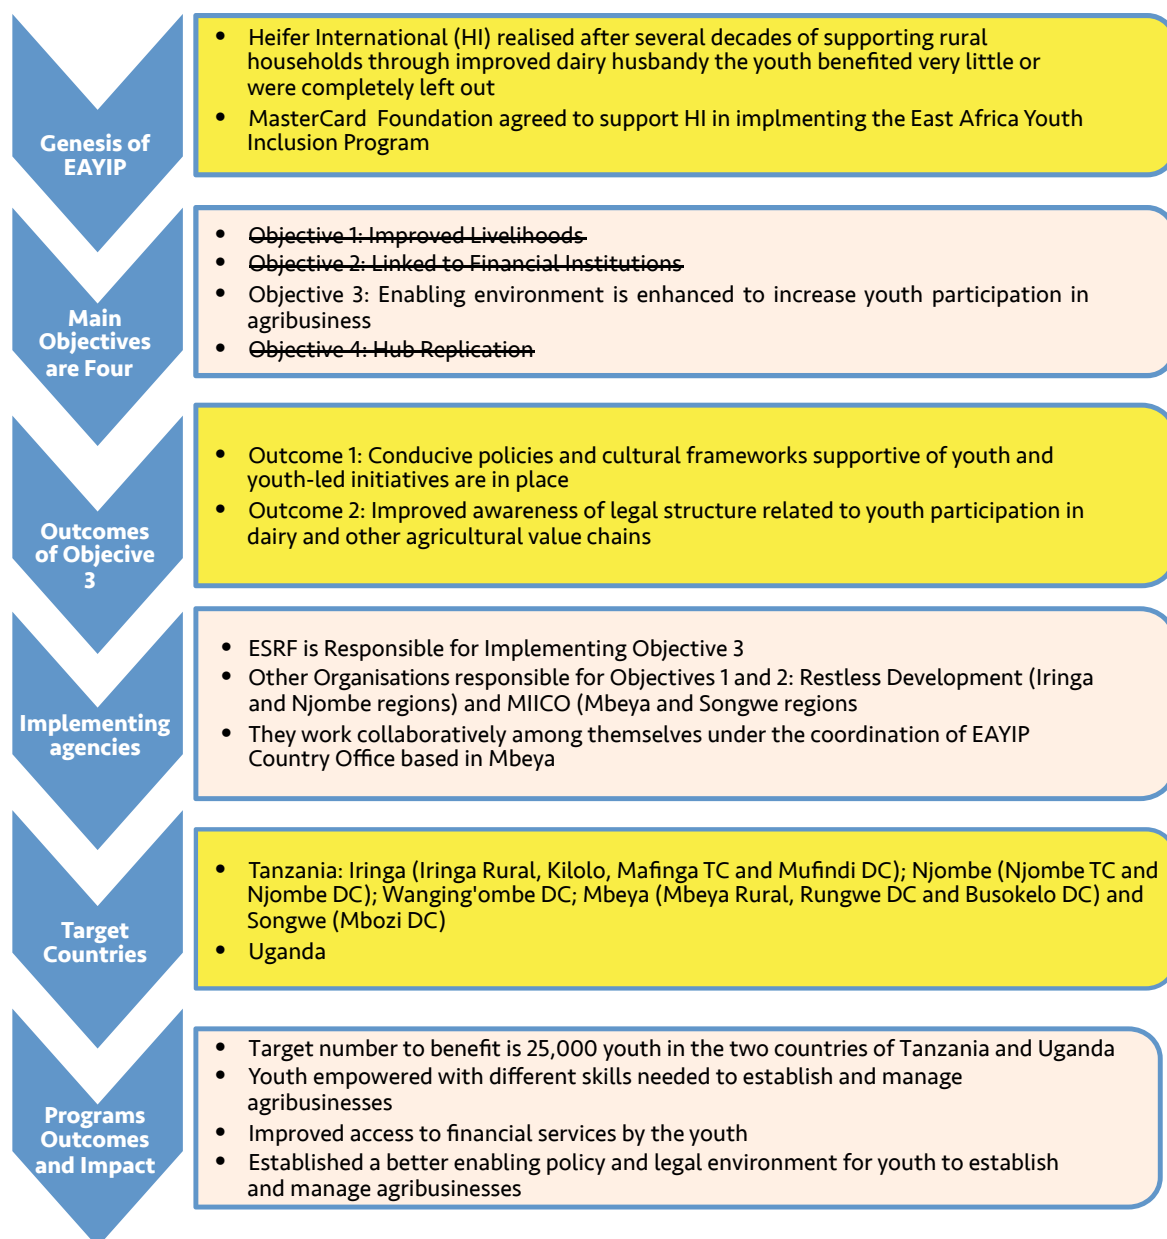 Genesis of
EAYIP
• Heifer International (HI) realised after several decades of supporting rural
households through improved dairy husbandy the youth benefited very little or
were completely left out
• MasterCard Foundation agreed to support HI in implmenting the East Africa Youth
Inclusion Program
Main
Objectives
are Four
• Objective 1: Improved Livelihoods
• Objective 2: Linked to Financial Institutions
• Objective 3: Enabling environment is enhanced to increase youth participation in
agribusiness
• Objective 4: Hub Replication
Outcomes
of Objecive
3
• Outcome 1: Conducive policies and cultural frameworks supportive of youth and
youth-led initiatives are in place
• Outcome 2: Improved awareness of legal structure related to youth participation in
dairy and other agricultural value chains
Implementing
agencies
• ESRF is Responsible for Implementing Objective 3
• Other Organisations responsible for Objectives 1 and 2: Restless Development (Iringa
and Njombe regions) and MIICO (Mbeya and Songwe regions
• They work collaboratively among themselves under the coordination of EAYIP
Country Office based in Mbeya
Target
Countries
• Tanzania: Iringa (Iringa Rural, Kilolo, Mafinga TC and Mufindi DC); Njombe (Njombe TC and
Njombe DC); Wanging'ombe DC; Mbeya (Mbeya Rural, Rungwe DC and Busokelo DC) and
Songwe (Mbozi DC)
• Uganda
Programs
Outcomes
and Impact
• Target number to benefit is 25,000 youth in the two countries of Tanzania and Uganda
• Youth empowered with different skills needed to establish and manage
agribusinesses
• Improved access to financial services by the youth
• Established a better enabling policy and legal environment for youth to establish
and manage agribusinesses